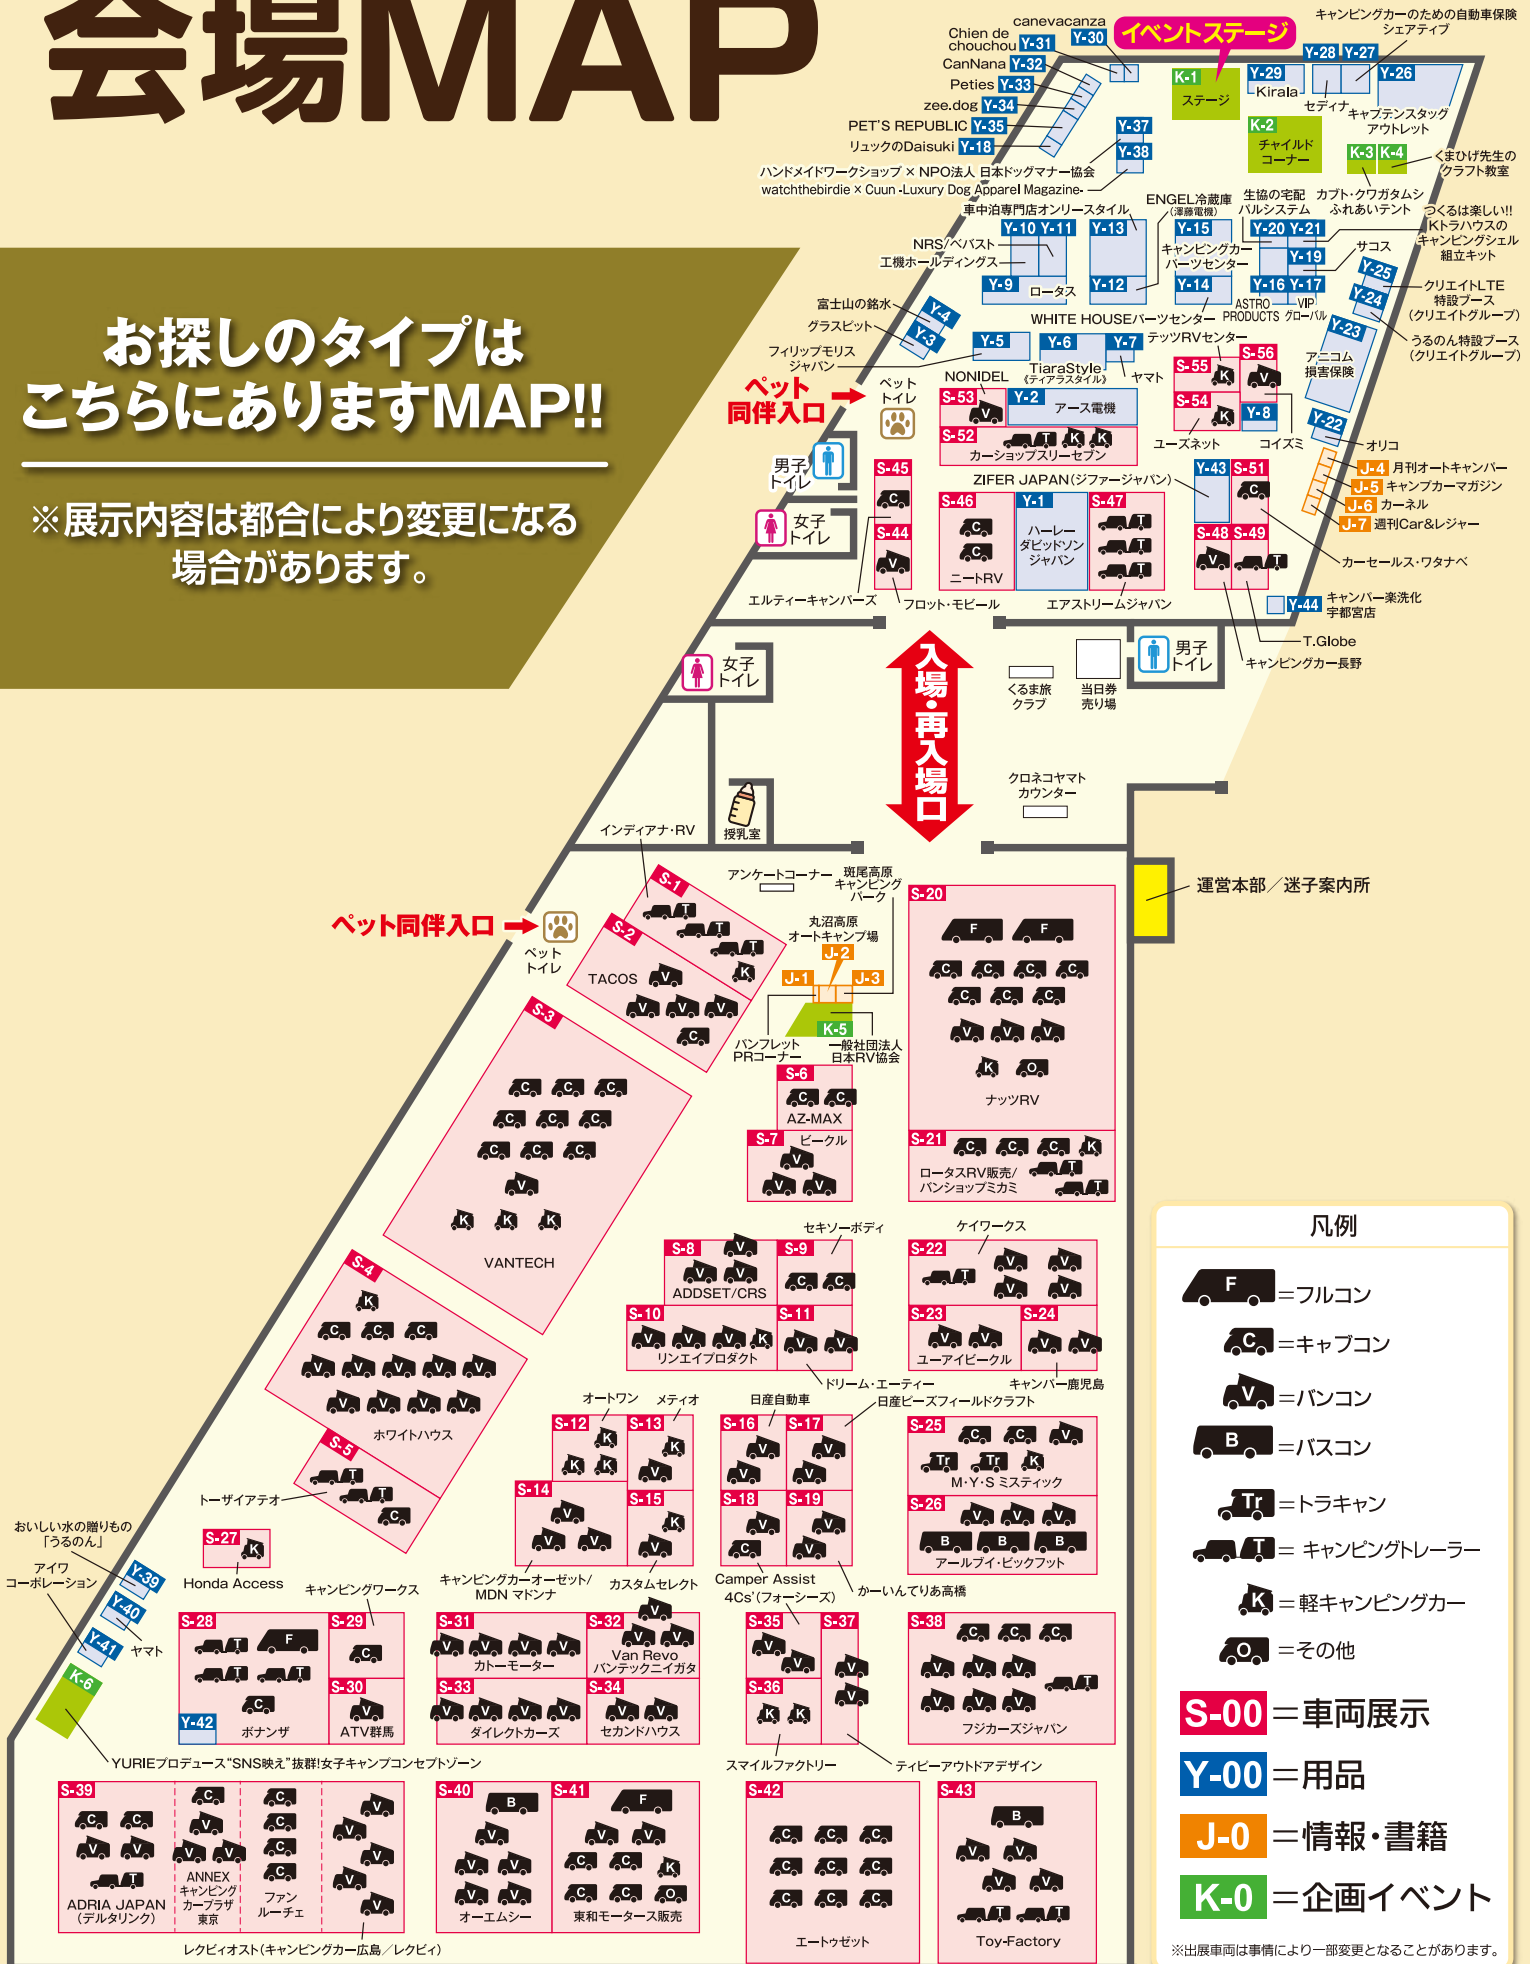 会場MAP
お探しのタイプは
こちらにありますMAP!!
※展示内容は都合により変更になる
場合があります。
canevacanza
Y-30
Chien de
chouchou Y-31
CanNana Y-32
Peties Y-33
zee.dog Y-34
PET'S REPUBLIC Y-35
リュックのDaisuki Y-18
イベントステージ
K-1
ステージ
Y-29
Kirala
キャンピングカーのための自動車保険
シェアティブ
Y-28 Y-27
セディナ
Y-26
キャプテンスタッグ
アウトレット
K-2
チャイルド
コーナー
K-3 K-4
くまひげ先生の
クラフト教室
カブト・クワガタムシ
ふれあいテント
Y-37
Y-38
ハンドメイドワークショップ × NPO法人 日本ドッグマナー協会
watchthebirdie × Cuun -Luxury Dog Apparel Magazine-
車中泊専門店オンリースタイル
ENGEL冷蔵庫
(澤藤電機)
生協の宅配
パルシステム
つくるは楽しい!!
Kトラハウスの
キャンピングシェル
組立キット
Y-10 Y-11
Y-13
Y-15
キャンピングカー
パーツセンター
Y-20 Y-21
Y-19
サコス
NRS/ベバスト
工機ホールディングス
Y-9
ロータス
Y-12
Y-14
Y-16 Y-17
ASTRO
PRODUCTS
VIP
グローバル
WHITE HOUSEパーツセンター
Y-25
クリエイトLTE
特設ブース
(クリエイトグループ)
Y-24
うるのん特設ブース
(クリエイトグループ)
Y-23
アニコム
損害保険
富士山の銘水
Y-4
グラスピット
Y-3
フィリップモリス
ジャパン
Y-5
Y-6
TiaraStyle
《ティアラスタイル》
Y-7
ヤマト
テッツRVセンター
S-55
K
S-56
V
S-54
K
Y-8
ユーズネット
コイズミ
ペット
同伴入口
ペット
トイレ
NONIDEL
S-53
V
Y-2
アース電機
S-52
T K K
カーショップスリーセブン
Y-22
オリコ
J-4 月刊オートキャンパー
J-5 キャンプカーマガジン
J-6 カーネル
J-7 週刊Car&レジャー
男子
トイレ
女子
トイレ
S-45
C
S-44
V
エルティーキャンパーズ
フロット・モビール
ZIFER JAPAN(ジファージャパン)
S-46
C
C
ニートRV
Y-1
ハーレー
ダビッドソン
ジャパン
S-47
T
T
T
エアストリームジャパン
Y-43 S-51
C
S-48 S-49
V T
カーセールス・ワタナベ
Y-44 キャンパー楽洗化
宇都宮店
T.Globe
キャンピングカー長野
女子
トイレ
入場・再入場口
くるま旅
クラブ
当日券
売り場
男子
トイレ
授乳室
クロネコヤマト
カウンター
運営本部／迷子案内所
インディアナ・RV
アンケートコーナー
斑尾高原
キャンピング
パーク
丸沼高原
オートキャンプ場
J-2
J-1 J-3
K-5
パンフレット
PRコーナー
一般社団法人
日本RV協会
ペット同伴入口
ペット
トイレ
S-1
T
T
T
K
S-2
TACOS
V
V V V
C
S-3
C C C
C C C
C C C
V
K K K
VANTECH
S-20
F F
C C C C
C C C
V V V
K O
ナッツRV
S-6
C C
AZ-MAX
S-7 ビークル
V
V V
S-21
C C C K
ロータスRV販売/
バンショップミカミ
T
T
S-4
K
C C C
V V V V V
V V V V
ホワイトハウス
S-5
T
T
C
トーザイアテオ
セキソーボディ
S-8
V
V V
ADDSET/CRS
S-9
C C
S-10
V V V K
リンエイプロダクト
S-11
V V
ドリーム・エーティー
ケイワークス
S-22
T V V
V V
S-23
V V
ユーアイビークル
S-24
V V
キャンパー鹿児島
オートワン
メティオ
S-12
K
K K
S-13
K
V
S-14
V
V V
S-15
K
V
キャンピングカーオーゼット/
MDN マドンナ
カスタムセレクト
日産自動車
日産ピーズフィールドクラフト
S-16
V
V
S-17
V
V
S-18
V
C
S-19
V
V
Camper Assist
かーいんてりあ高橋
S-25
C C V
Tr Tr K
M・Y・S ミスティック
S-26
V V V
B B B
アールブイ・ビックフット
おいしい水の贈りもの
「うるのん」
アイワ
コーポレーション
Y-39
Y-40
ヤマト
Y-41
K-6
S-27
K
Honda Access
YURIEプロデュース“SNS映え”抜群!女子キャンプコンセプトゾーン
キャンピングワークス
S-28
T F
T T
C
Y-42
ボナンザ
S-29
C
S-30
V
ATV群馬
S-31
V V V V
カトーモーター
S-32
V
V V
Van Revo
バンテックニイガタ
S-33
V V V V
ダイレクトカーズ
S-34
V V
セカンドハウス
4Cs'(フォーシーズ)
S-35
V
V
S-36
K K
スマイルファクトリー
S-37
V
V
ティピーアウトドアデザイン
S-38
C C C
V V V
T
V V V
フジカーズジャパン
S-39
C C
V V
T
ADRIA JAPAN
(デルタリンク)
C
V
V V
ANNEX
キャンピング
カープラザ
東京
C
C
C
C
ファン
ルーチェ
V
V
V
V
V
レクビィオスト(キャンピングカー広島／レクビィ)
S-40
B
V
V V
V V
オーエムシー
S-41
F
V V
C C K
C C O
東和モータース販売
S-42
C C C
C C C
C C C
エートゥゼット
S-43
B
V V
V V
T T
Toy-Factory
凡例
F =フルコン
C =キャブコン
V =バンコン
B =バスコン
Tr =トラキャン
T = キャンピングトレーラー
K =軽キャンピングカー
O =その他
S-00=車両展示
Y-00=用品
J-0=情報・書籍
K-0=企画イベント
※出展車両は事情により一部変更となることがあります。